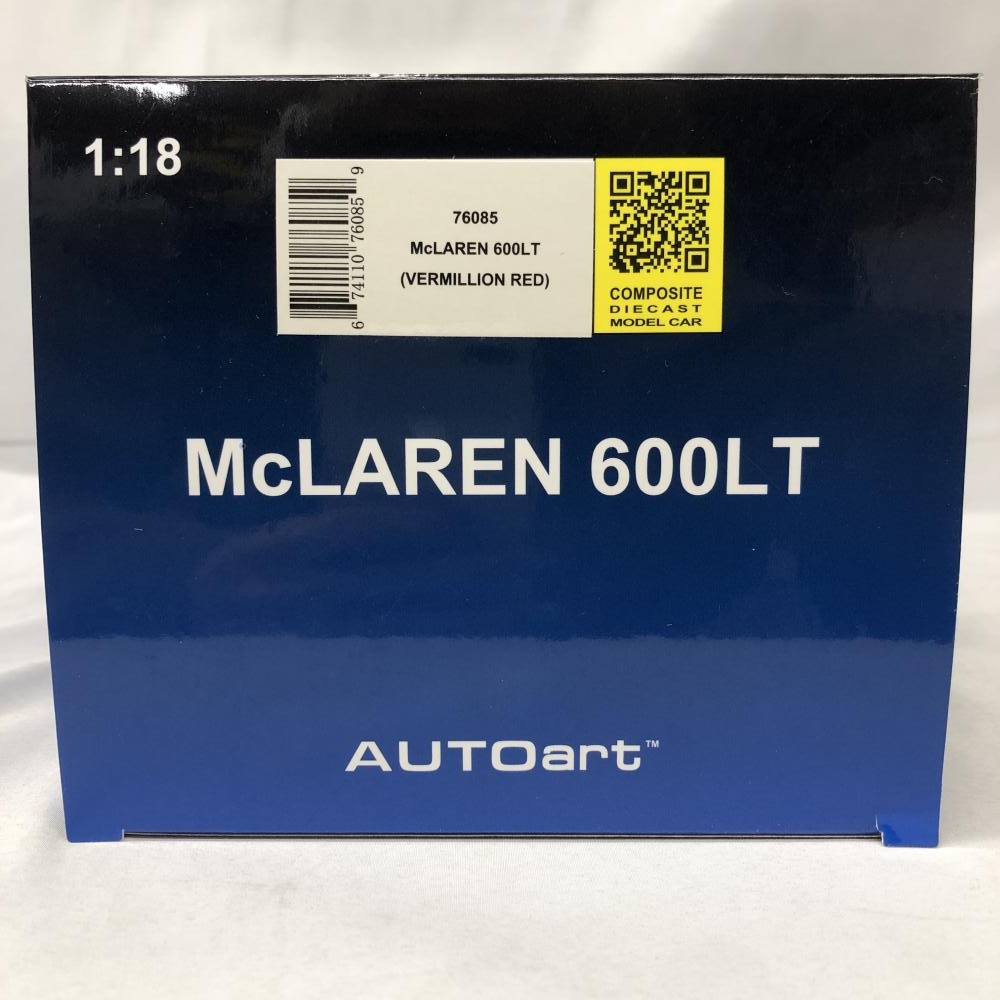 1:18
6 74110 76085 9
76085
McLAREN 600LT
(VERMILLION RED)
COMPOSITE
DIECAST
MODEL CAR
McLAREN 600LT
AUTOart™